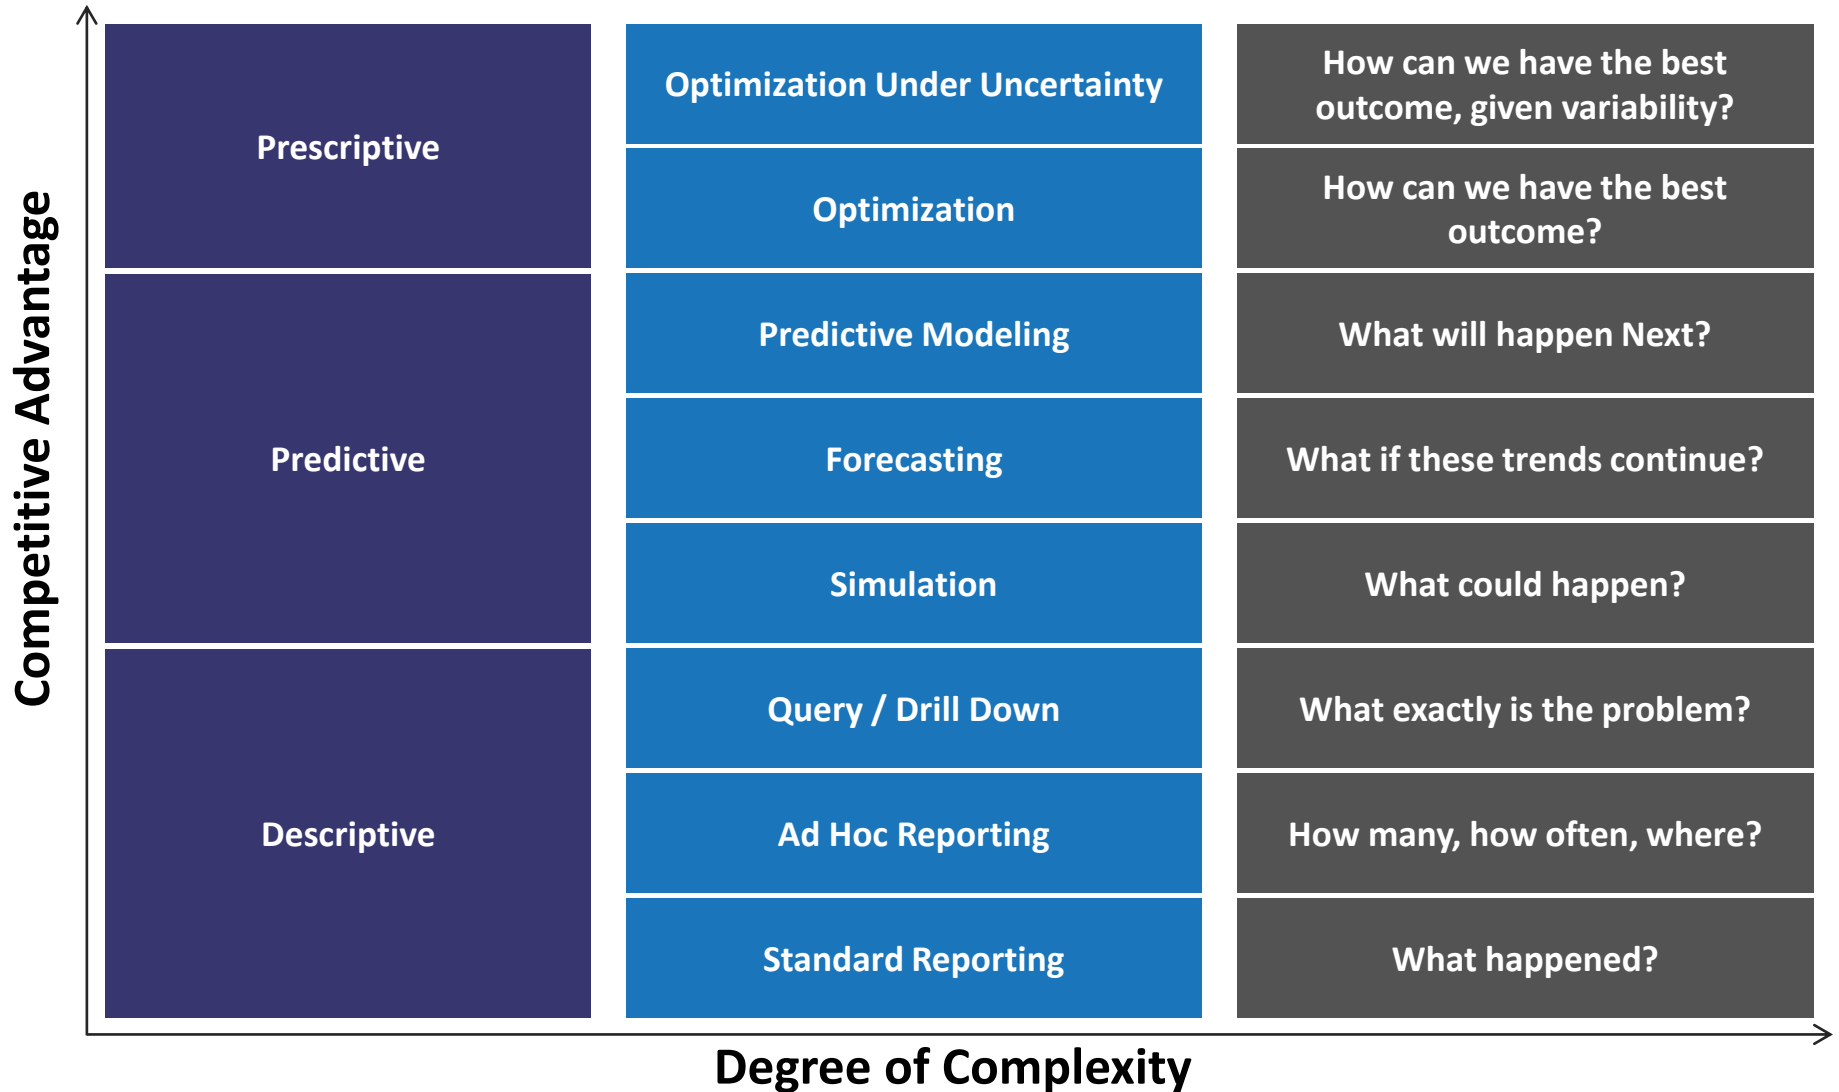 Competitive Advantage
Prescriptive
Optimization Under Uncertainty
How can we have the best
outcome, given variability?
Optimization
How can we have the best
outcome?
Predictive
Predictive Modeling
What will happen Next?
Forecasting
What if these trends continue?
Simulation
What could happen?
Descriptive
Query / Drill Down
What exactly is the problem?
Ad Hoc Reporting
How many, how often, where?
Standard Reporting
What happened?
Degree of Complexity